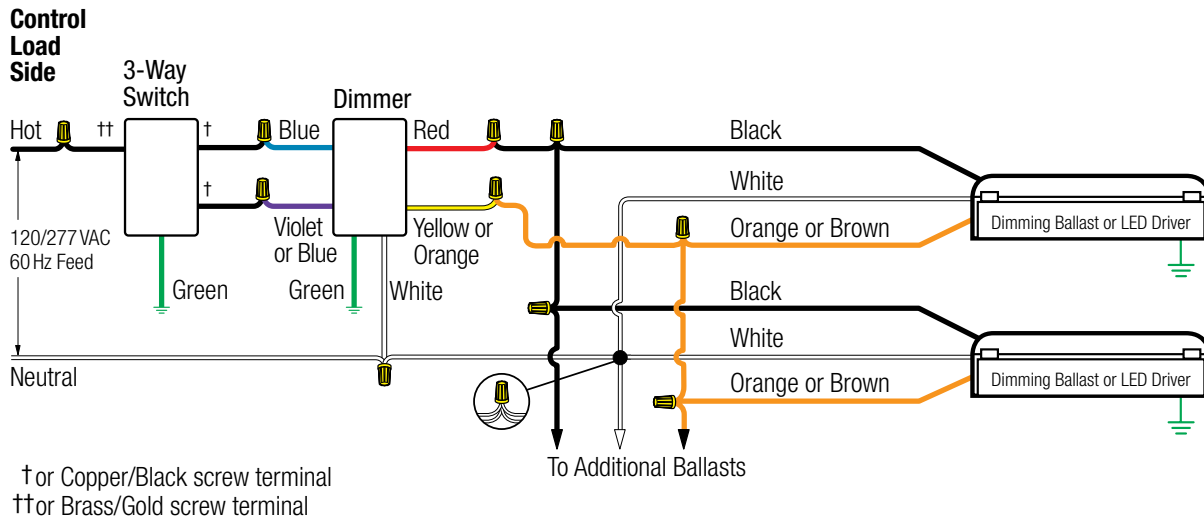 Control
Load
Side
3-Way
Switch
Dimmer
Hot
††
†
Blue
Red
Black
†
White
Violet
or Blue
Yellow or
Orange
Orange or Brown
Dimming Ballast or LED Driver
120/277 VAC
60 Hz Feed
Green
Green
White
Black
White
Neutral
Orange or Brown
Dimming Ballast or LED Driver
To Additional Ballasts
† or Copper/Black screw terminal
†† or Brass/Gold screw terminal